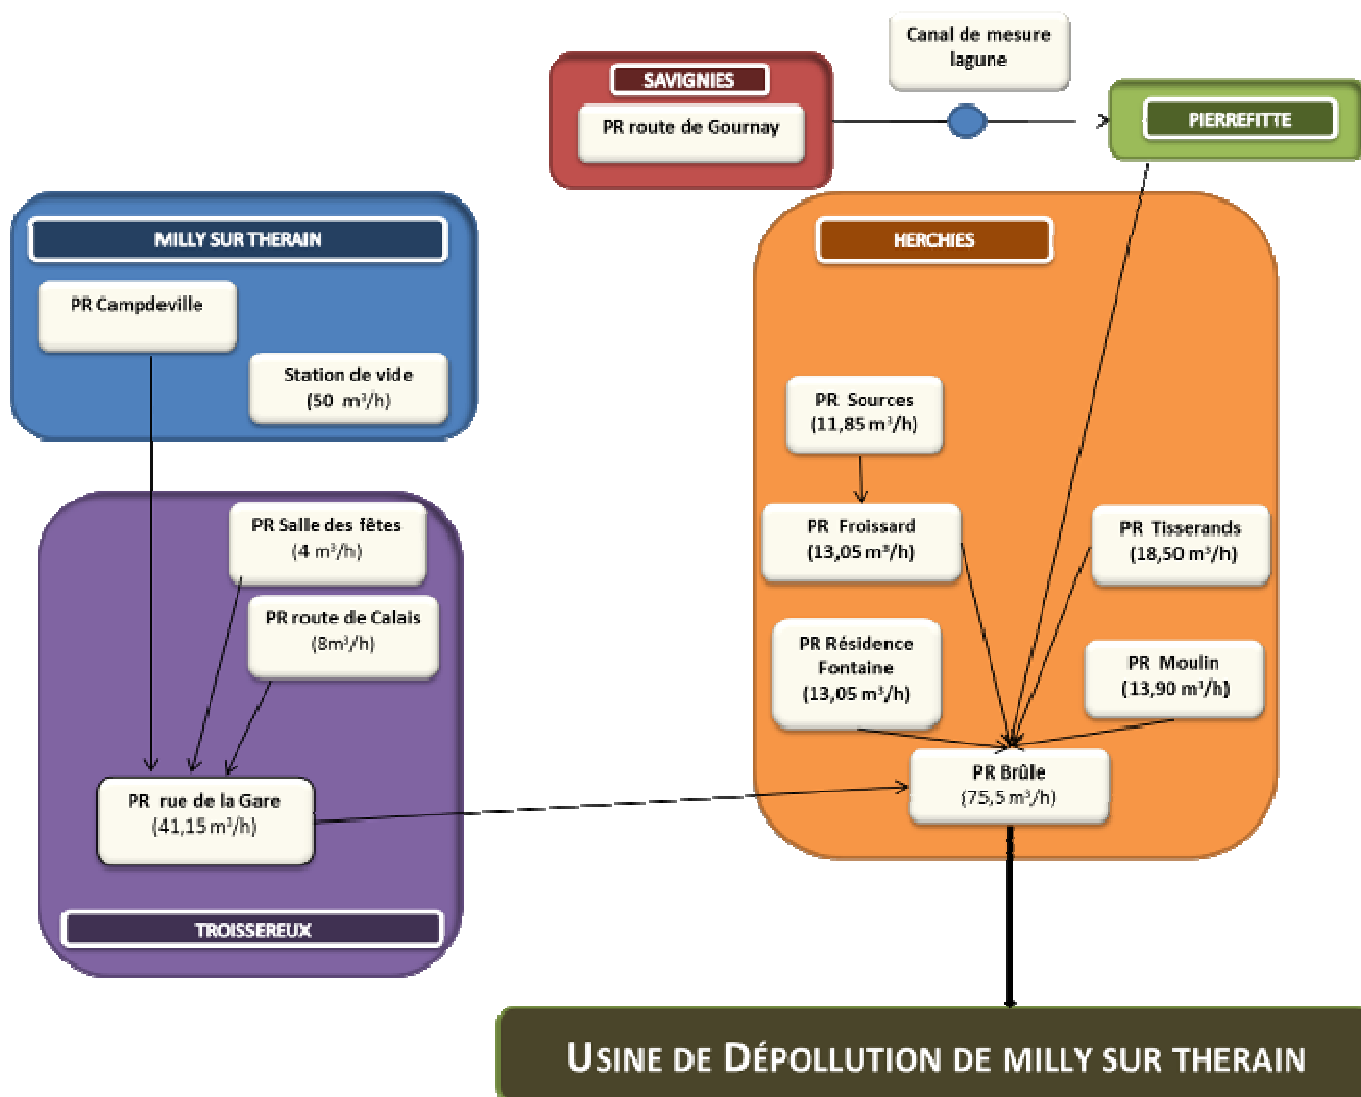 Canal de mesure
lagune
SAVIGNIES
PR route de Gournay
PIERREFITTE
MILLY SUR THERAIN
PR Campdeville
Station de vide
(50 m³/h)
HERCHIES
PR Sources
(11,85 m³/h)
PR Froissard
(13,05 m³/h)
PR Tisserands
(18,50 m³/h)
PR Résidence
Fontaine
(13,05 m³/h)
PR Moulin
(13,90 m³/h)
PR Brûle
(75,5 m³/h)
PR Salle des fêtes
(4 m³/h)
PR route de Calais
(8m³/h)
PR rue de la Gare
(41,15 m³/h)
TROISSEREUX
USINE DE DÉPOLLUTION DE MILLY SUR THERAIN